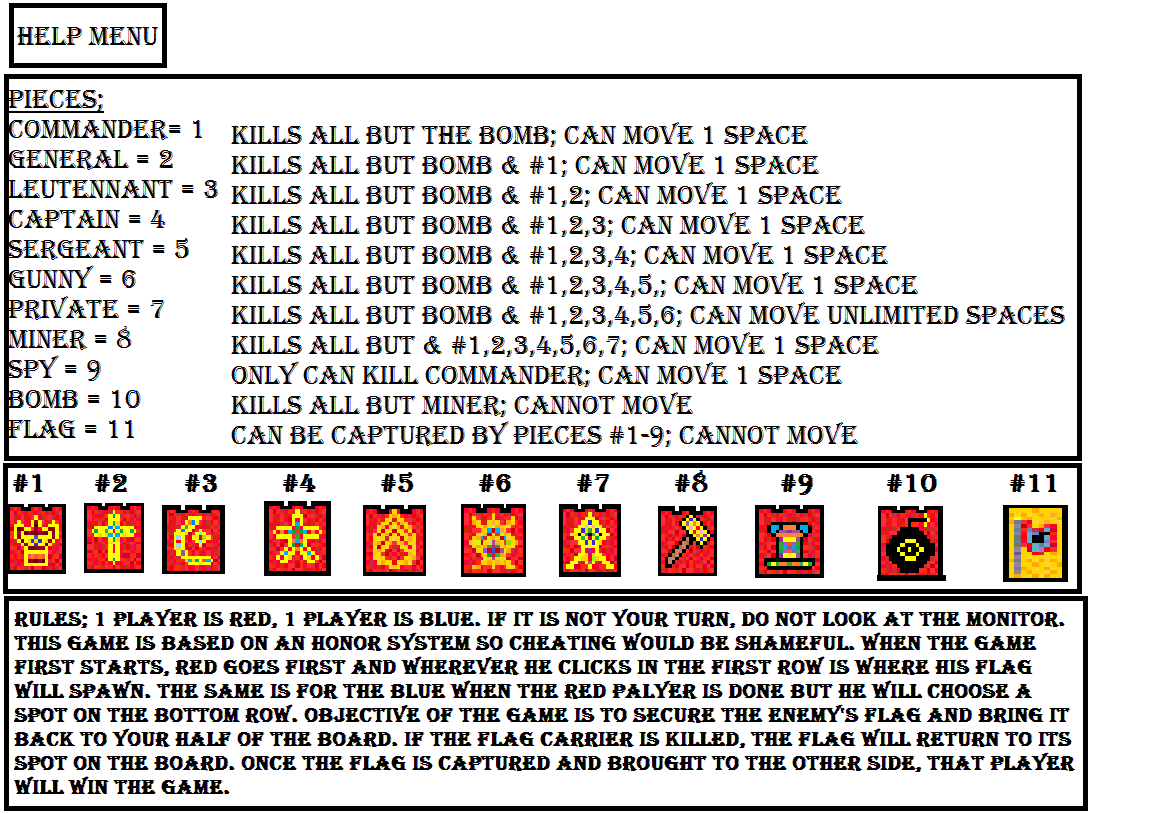 HELP MENU
PIECES;
COMMANDER= 1 KILLS ALL BUT THE BOMB; CAN MOVE 1 SPACE
GENERAL = 2 KILLS ALL BUT BOMB & #1; CAN MOVE 1 SPACE
LEUTENNANT = 3 KILLS ALL BUT BOMB & #1,2; CAN MOVE 1 SPACE
CAPTAIN = 4 KILLS ALL BUT BOMB & #1,2,3; CAN MOVE 1 SPACE
SERGEANT = 5 KILLS ALL BUT BOMB & #1,2,3,4; CAN MOVE 1 SPACE
GUNNY = 6 KILLS ALL BUT BOMB & #1,2,3,4,5,; CAN MOVE 1 SPACE
PRIVATE = 7 KILLS ALL BUT BOMB & #1,2,3,4,5,6; CAN MOVE UNLIMITED SPACES
MINER = 8 KILLS ALL BUT & #1,2,3,4,5,6,7; CAN MOVE 1 SPACE
SPY = 9 ONLY CAN KILL COMMANDER; CAN MOVE 1 SPACE
BOMB = 10 KILLS ALL BUT MINER; CANNOT MOVE
FLAG = 11 CAN BE CAPTURED BY PIECES #1-9; CANNOT MOVE
#1 #2 #3 #4 #5 #6 #7 #8 #9 #10 #11
RULES; 1 PLAYER IS RED, 1 PLAYER IS BLUE. IF IT IS NOT YOUR TURN, DO NOT LOOK AT THE MONITOR.
THIS GAME IS BASED ON AN HONOR SYSTEM SO CHEATING WOULD BE SHAMEFUL. WHEN THE GAME
FIRST STARTS, RED GOES FIRST AND WHEREVER HE CLICKS IN THE FIRST ROW IS WHERE HIS FLAG
WILL SPAWN. THE SAME IS FOR THE BLUE WHEN THE RED PALYER IS DONE BUT HE WILL CHOOSE A
SPOT ON THE BOTTOM ROW. OBJECTIVE OF THE GAME IS TO SECURE THE ENEMY'S FLAG AND BRING IT
BACK TO YOUR HALF OF THE BOARD. IF THE FLAG CARRIER IS KILLED, THE FLAG WILL RETURN TO ITS
SPOT ON THE BOARD. ONCE THE FLAG IS CAPTURED AND BROUGHT TO THE OTHER SIDE, THAT PLAYER
WILL WIN THE GAME.